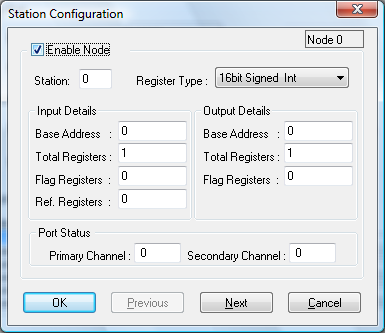 Station Configuration
Node 0
Enable Node
Station: 0 Register Type : 16bit Signed Int
Input Details Output Details
Base Address : 0 Base Address : 0
Total Registers : 1 Total Registers : 1
Flag Registers : 0 Flag Registers : 0
Ref. Registers : 0
Port Status
Primary Channel : 0 Secondary Channel : 0
OK Previous Next Cancel